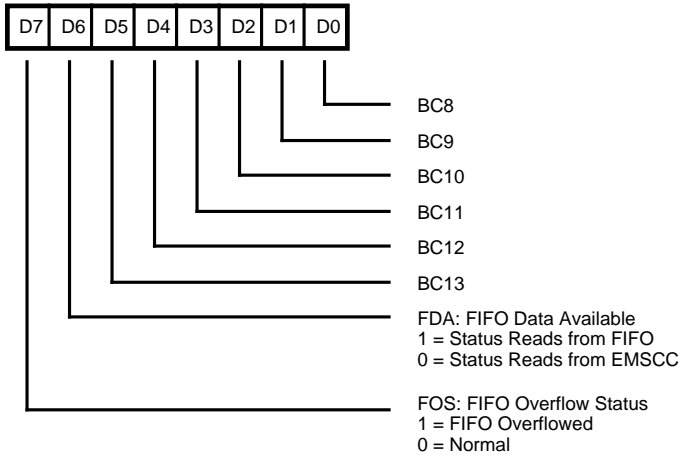 D7 D6 D5 D4 D3 D2 D1 D0
BC8
BC9
BC10
BC11
BC12
BC13
FDA: FIFO Data Available
1 = Status Reads from FIFO
0 = Status Reads from EMSCC
FOS: FIFO Overflow Status
1 = FIFO Overflowed
0 = Normal